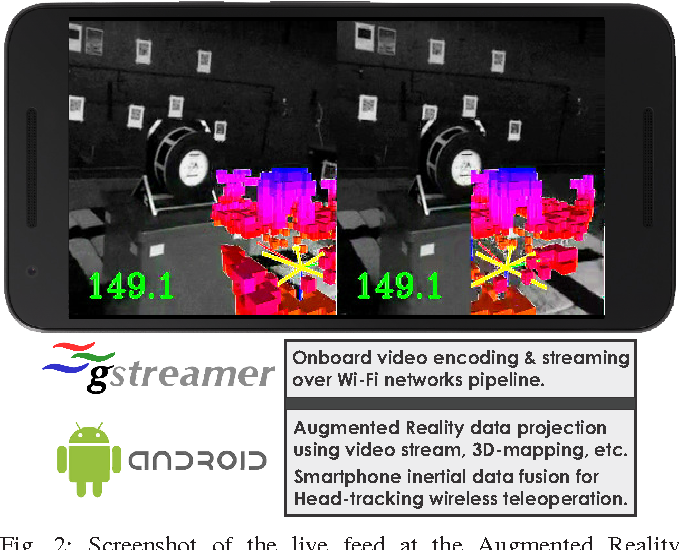 149.1 149.1
gstreamer
Onboard video encoding & streaming
over Wi-Fi networks pipeline.
ANDROID
Augmented Reality data projection
using video stream, 3D-mapping, etc.
Smartphone inertial data fusion for
Head-tracking wireless teleoperation.
Fig. 2: Screenshot of the live feed at the Augmented Reality